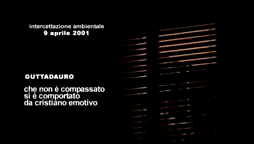 intercettazione ambientale
9 aprile 2001
GUTTADAURO
che non è compassato
si è comportato
da cristiano emotivo